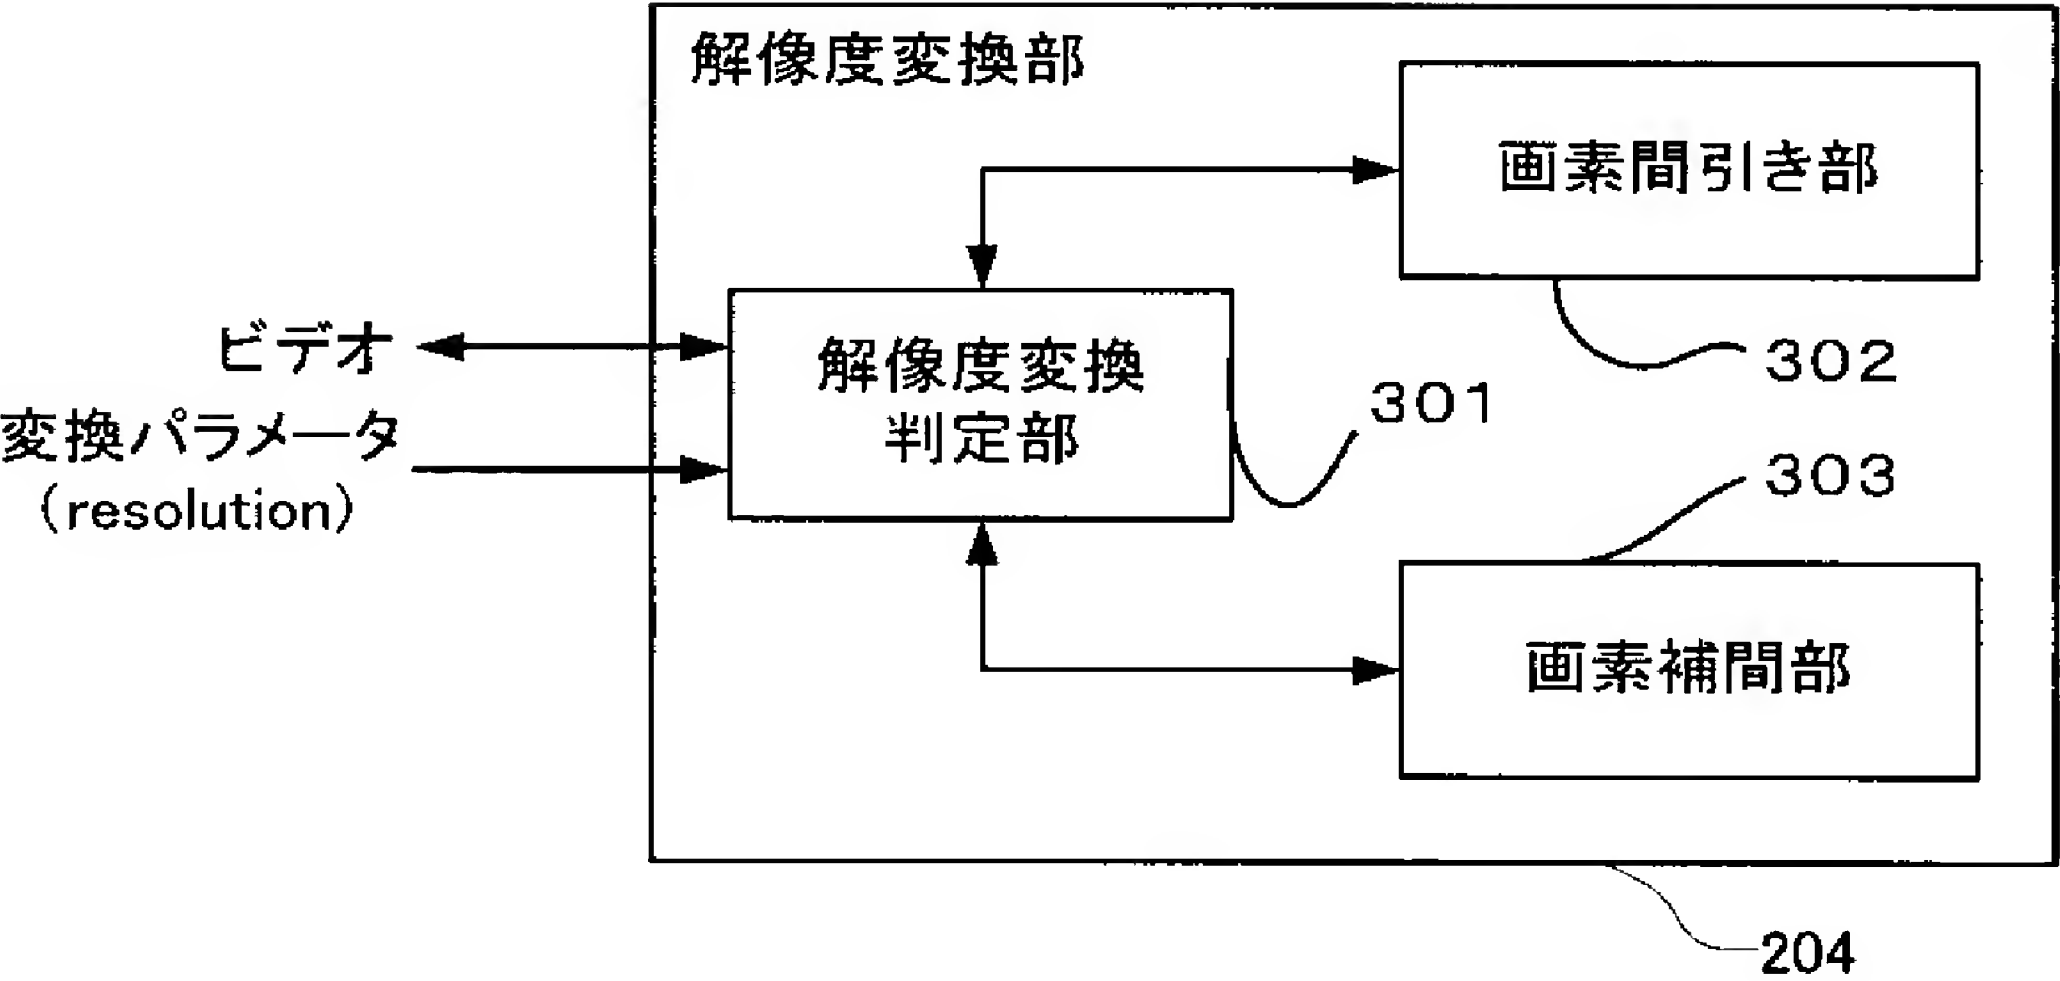 解像度変換部
画素間引き部
302
ビデオ
変換パラメータ
（resolution）
解像度変換
判定部
301
303
画素補間部
204